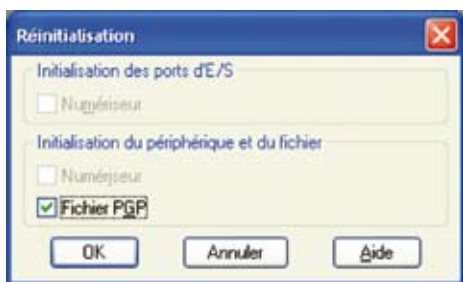 Réinitialisation
Initialisation des ports d'E/S
Numériseur
Initialisation du périphérique et du fichier
Numériseur
Fichier PGP
OK Annuler Aide